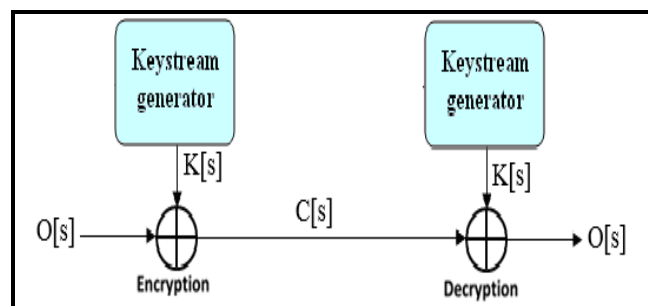 Keystream
generator
Keystream
generator
K[s]
K[s]
O[s]
C[s]
O[s]
Encryption
Decryption